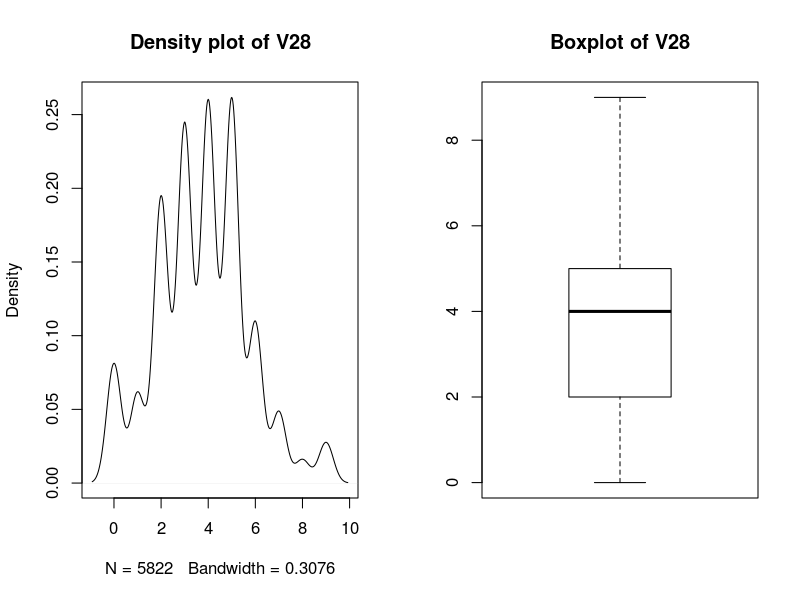 Density plot of V28
Density
0.00 0.05 0.10 0.15 0.20 0.25
0 2 4 6 8 10
N = 5822 Bandwidth = 0.3076
Boxplot of V28
0 2 4 6 8